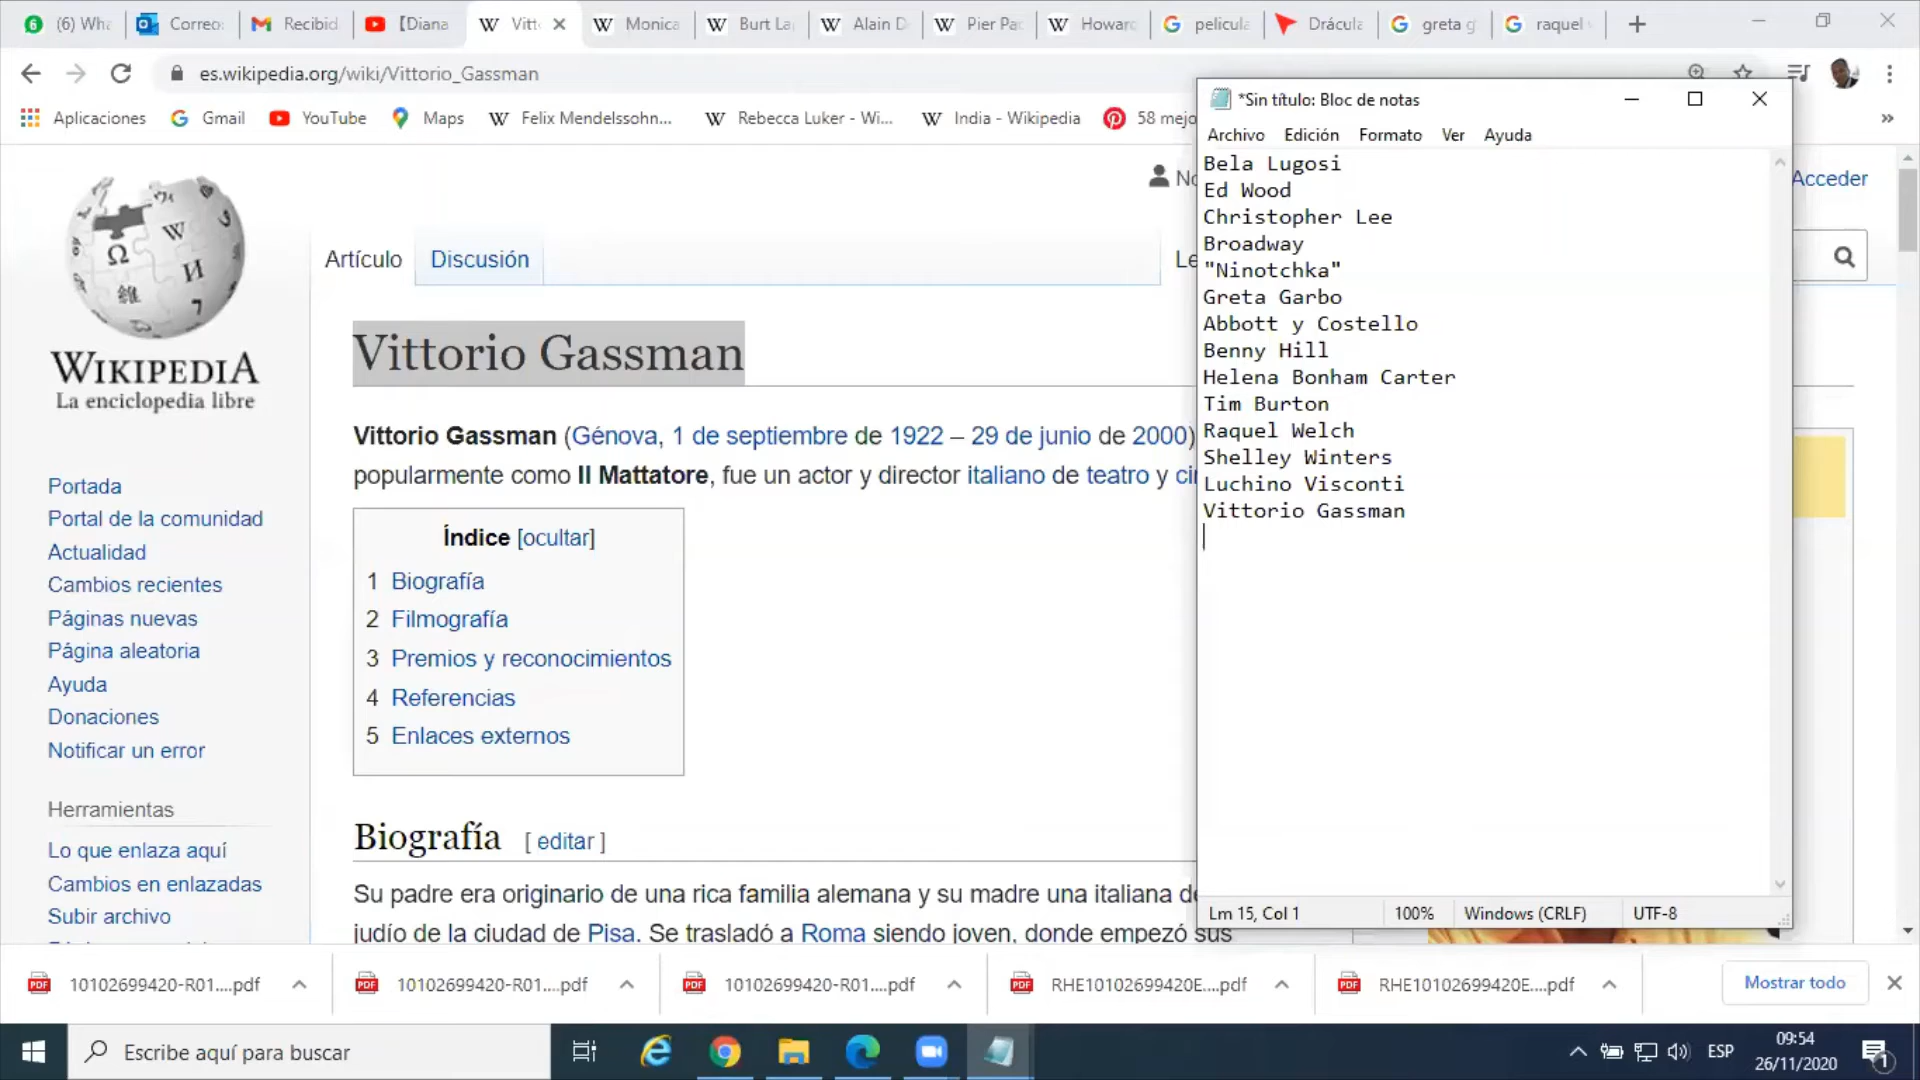 (6) Wha
Correo:
Recibid
【Diana
Vitto
Monica
Burt La
Alain D
Pier Pa
Howard
pelicula
Drácula
greta g
raquel
es.wikipedia.org/wiki/Vittorio_Gassman
Aplicaciones
Gmail
YouTube
Maps
Felix Mendelssohn...
Rebecca Luker - Wi...
India - Wikipedia
58 mejo
»
WIKIPEDIA
La enciclopedia libre
Portada
Portal de la comunidad
Actualidad
Cambios recientes
Páginas nuevas
Página aleatoria
Ayuda
Donaciones
Notificar un error
Herramientas
Lo que enlaza aquí
Cambios en enlazadas
Subir archivo
No
Acceder
Artículo
Discusión
Le
Vittorio Gassman
Vittorio Gassman (Génova, 1 de septiembre de 1922 – 29 de junio de 2000)
popularmente como Il Mattatore, fue un actor y director italiano de teatro y ci
Índice [ocultar]
1 Biografía
2 Filmografía
3 Premios y reconocimientos
4 Referencias
5 Enlaces externos
Biografía [ editar ]
Su padre era originario de una rica familia alemana y su madre una italiana de
judío de la ciudad de Pisa. Se trasladó a Roma siendo joven, donde empezó sus
*Sin título: Bloc de notas
Archivo Edición Formato Ver Ayuda
Bela Lugosi
Ed Wood
Christopher Lee
Broadway
"Ninotchka"
Greta Garbo
Abbott y Costello
Benny Hill
Helena Bonham Carter
Tim Burton
Raquel Welch
Shelley Winters
Luchino Visconti
Vittorio Gassman
Lm 15, Col 1
100%
Windows (CRLF)
UTF-8
10102699420-R01....pdf
10102699420-R01....pdf
10102699420-R01....pdf
RHE10102699420E....pdf
RHE10102699420E....pdf
Mostrar todo
Escribe aquí para buscar
ESP
09:54
26/11/2020
1